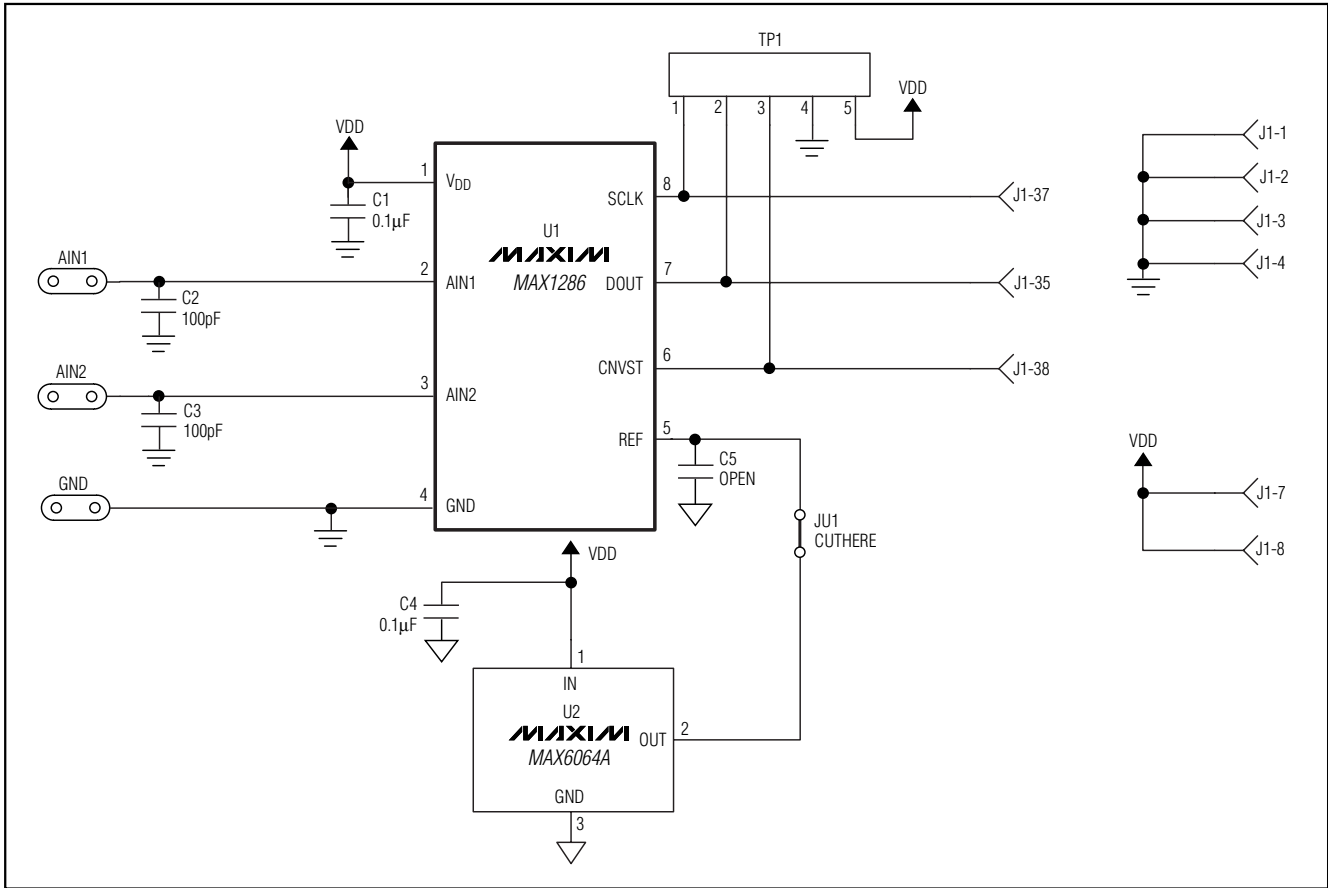 TP1
1
2
3
4
5
VDD
VDD
J1-1
J1-2
J1-3
J1-4
1
VDD
C1
0.1µF
8
SCLK
J1-37
U1
MAXIM
MAX1286
AIN1
2
AIN1
7
DOUT
J1-35
C2
100pF
6
CNVST
J1-38
AIN2
3
AIN2
C3
100pF
5
REF
C5
OPEN
VDD
J1-7
J1-8
GND
4
GND
JU1
CUTHERE
VDD
C4
0.1µF
1
IN
U2
MAXIM
MAX6064A
OUT
2
GND
3